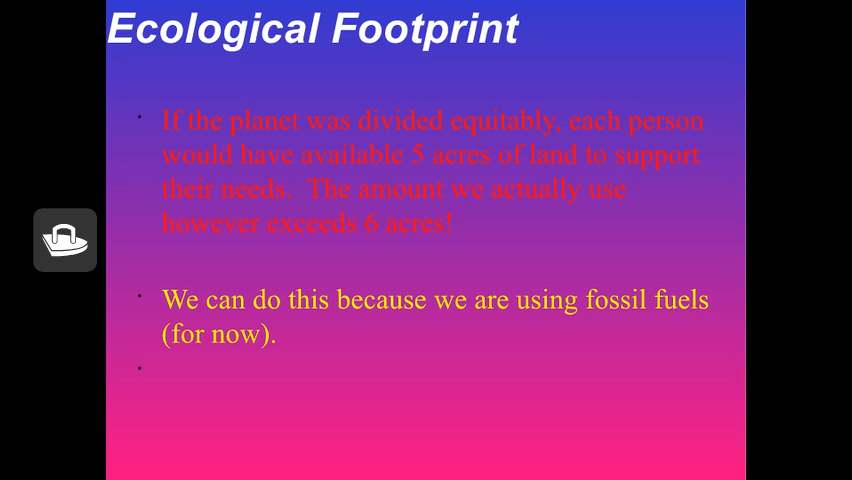 Ecological Footprint
If the planet was divided equitably, each person
would have available 5 acres of land to support
their needs.  The amount we actually use
however exceeds 6 acres!
We can do this because we are using fossil fuels
(for now).